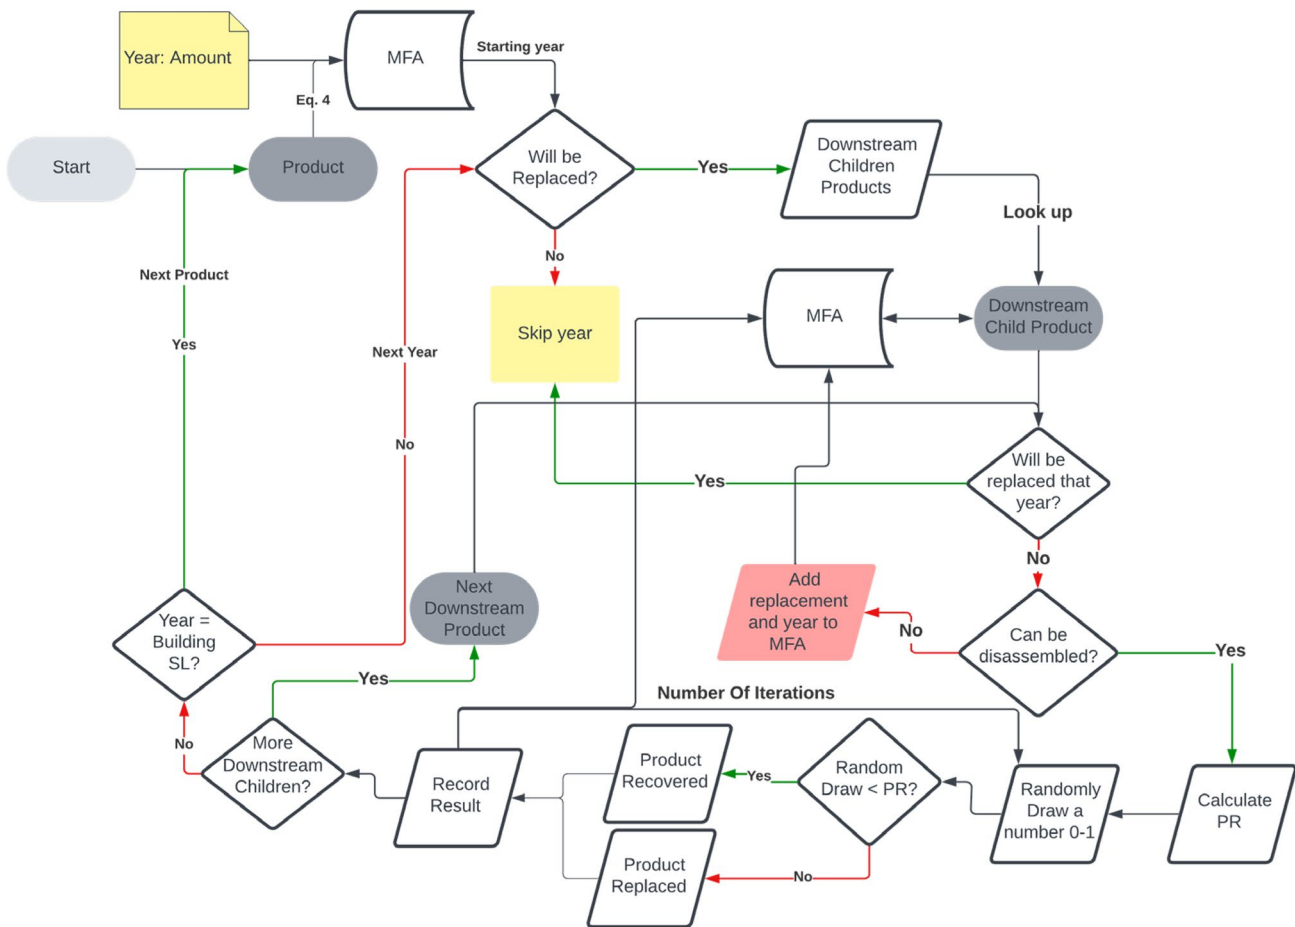 Year: Amount
MFA
Starting year
Eq. 4
Start
Product
Will be
Replaced?
Yes
Downstream
Children
Products
Look up
No
Next Product
Skip year
MFA
Downstream
Child Product
Yes
Next Year
No
Yes
Will be
replaced that
year?
No
Next
Downstream
Product
Add
replacement
and year to
MFA
No
Can be
disassembled?
Yes
Year =
Building
SL?
Yes
Number Of Iterations
No
More
Downstream
Children?
Record
Result
Product
Recovered
Yes
Random
Draw < PR?
Randomly
Draw a
number 0-1
Calculate
PR
Product
Replaced
No